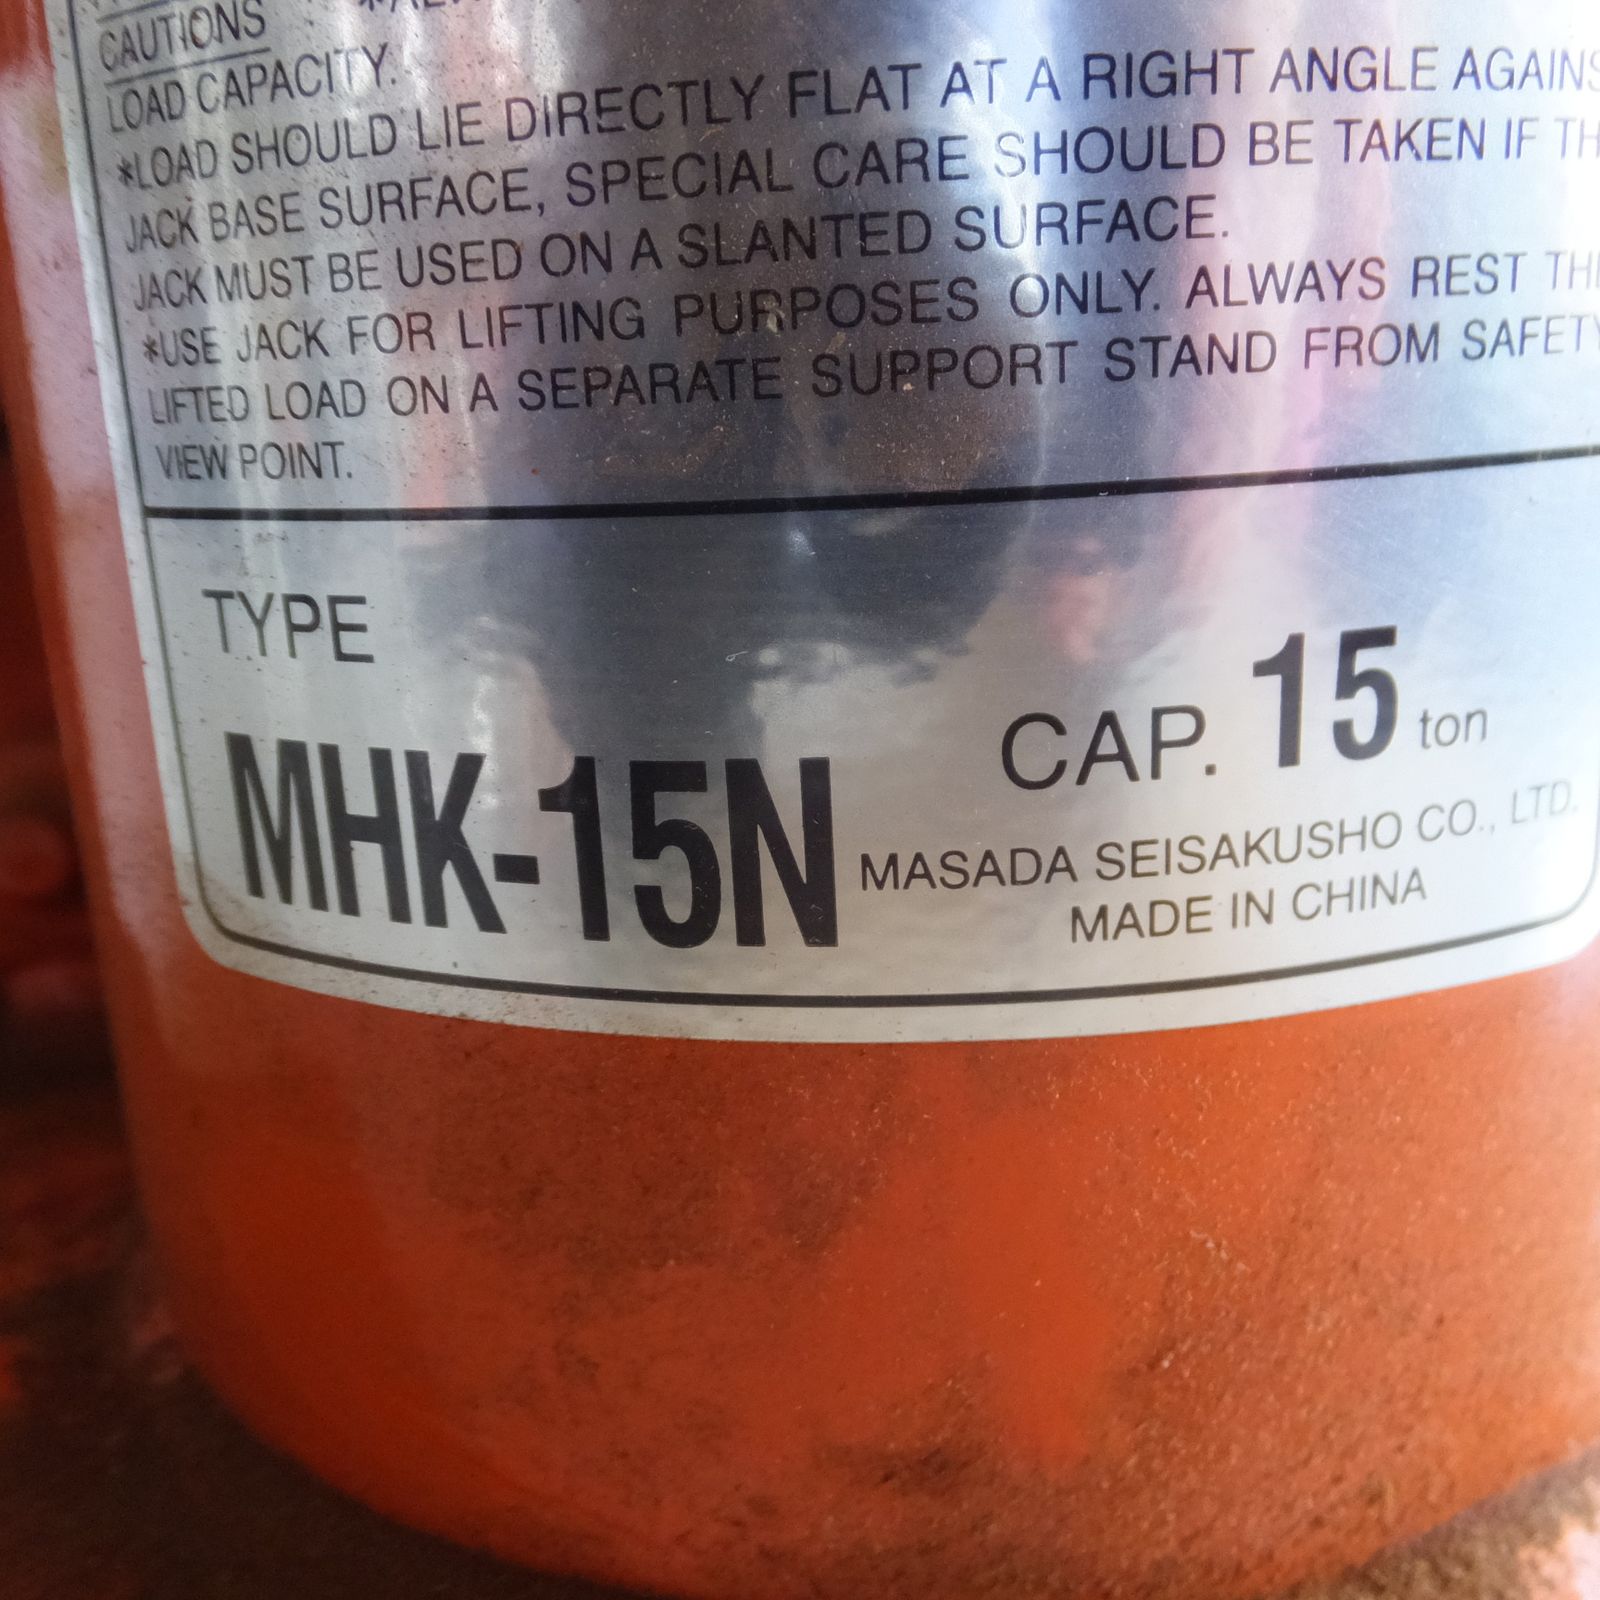 CAUTIONS
LOAD CAPACITY.
*LOAD SHOULD LIE DIRECTLY FLAT AT A RIGHT ANGLE
JACK BASE SURFACE, SPECIAL CARE SHOULD BE TAKEN IF
JACK MUST BE USED ON A SLANTED SURFACE.
*USE JACK FOR LIFTING PURPOSES ONLY. ALWAYS REST
LIFTED LOAD ON A SEPARATE SUPPORT STAND FROM SAFETY
VIEW POINT.
TYPE
MHK-15N
CAP. 15 ton
MASADA SEISAKUSHO CO., LTD.
MADE IN CHINA